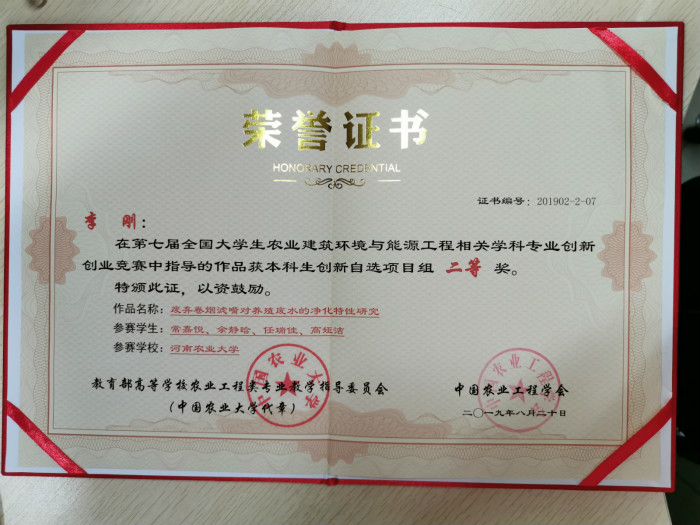 荣誉证书
HONORARY CREDENTIAL
证书编号：201902-2-07
李 刚：
在第七届全国大学生农业建筑环境与能源工程相关学科专业创新
创业竞赛中指导的作品获本科生创新自选项目组 二等 奖。
特颁此证，以资鼓励。
作品名称：废弃卷烟滤嘴对养殖废水的净化特性研究
参赛学生：常嘉悦、余静晗、任瑞佳、高经洁
参赛学校：河南农业大学
教育部高等学校农业工程类专业教学指导委员会
（中国农业大学代章）
中国农业大学
中国农业工程学会
二〇一九年八月二十日